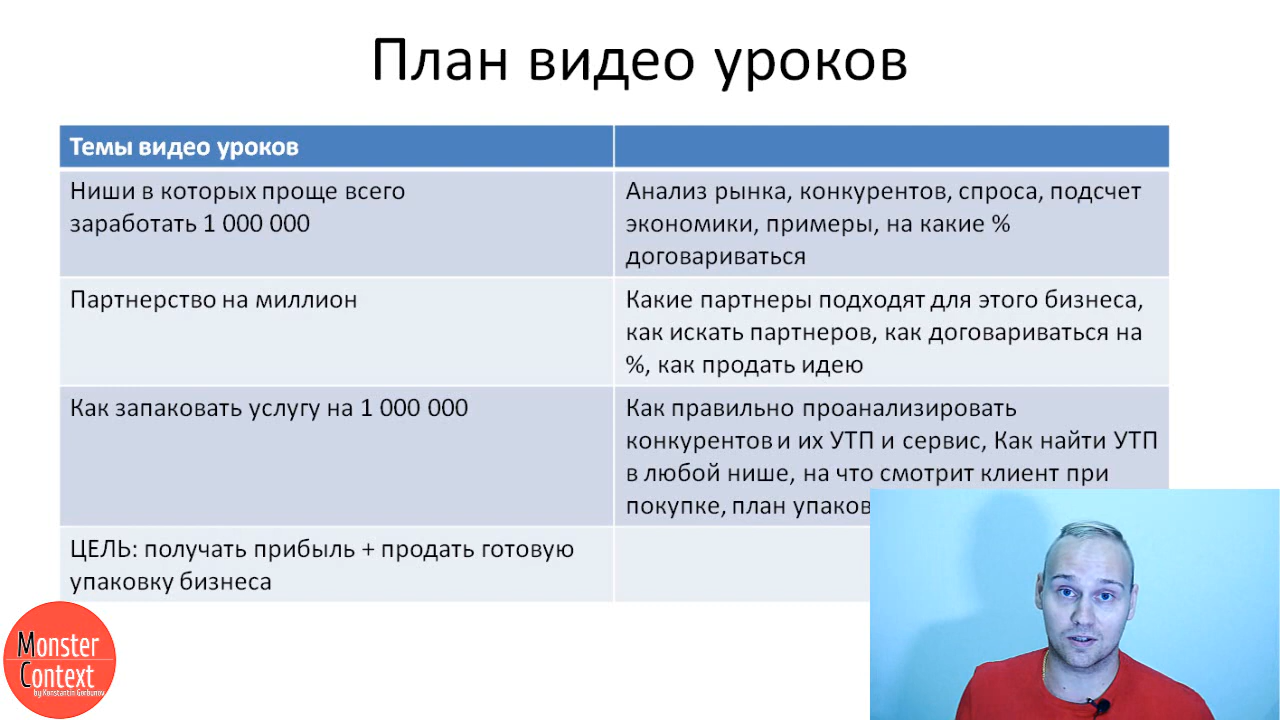 План видео уроков
Темы видео уроков
Ниши в которых проще всего
заработать 1 000 000
Анализ рынка, конкурентов, спроса, подсчет
экономики, примеры, на какие %
договариваться
Партнерство на миллион
Какие партнеры подходят для этого бизнеса,
как искать партнеров, как договариваться на
%, как продать идею
Как запаковать услугу на 1 000 000
Как правильно проанализировать
конкурентов и их УТП и сервис, Как найти УТП
в любой нише, на что смотрит клиент при
покупке, план
ЦЕЛЬ: получать прибыль + продать готовую
упаковку бизнеса
Monster
Context
by Konstantin Gorbunov